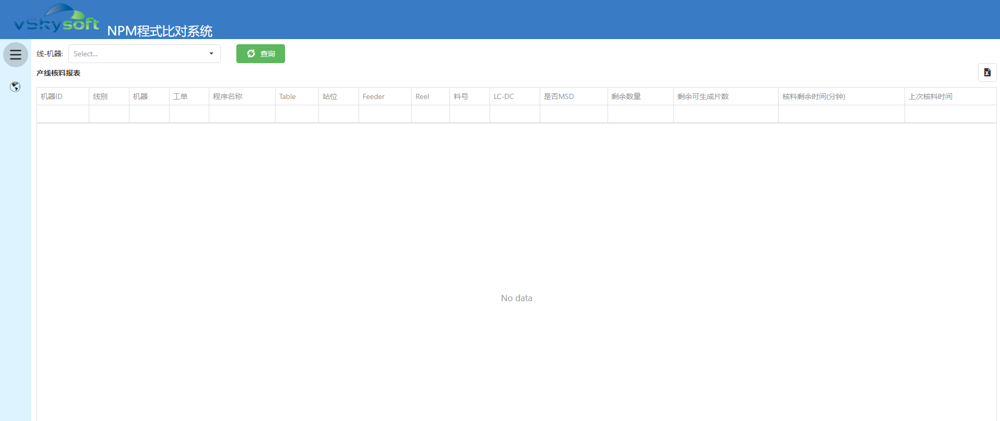 vSkysoft NPM程式比对系统
线-机器: Select... 查询
产线核料报表
机器ID 线别 机器 工单 程序名称 Table 站位 Feeder Reel 料号 LC-DC 是否MSD 剩余数量 剩余可生成片数 核料剩余时间(分钟) 上次核料时间
No data